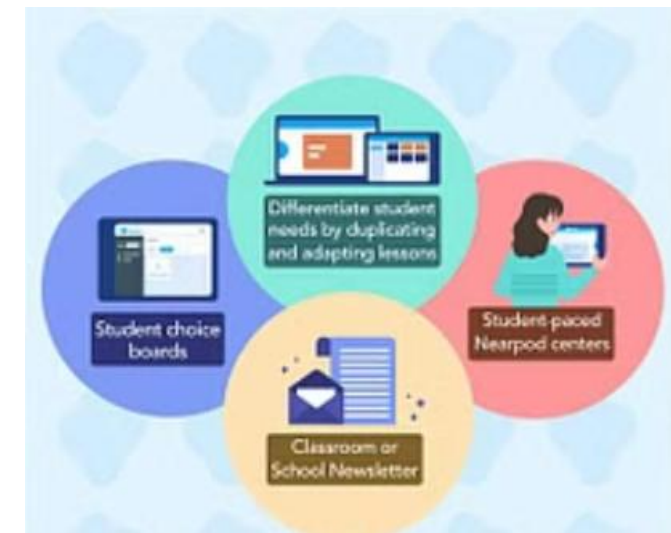 Differentiate student
needs by duplicating
and adapting lessons
Student choice
boards
Student-paced
Nearpod centers
Classroom or
School Newsletter